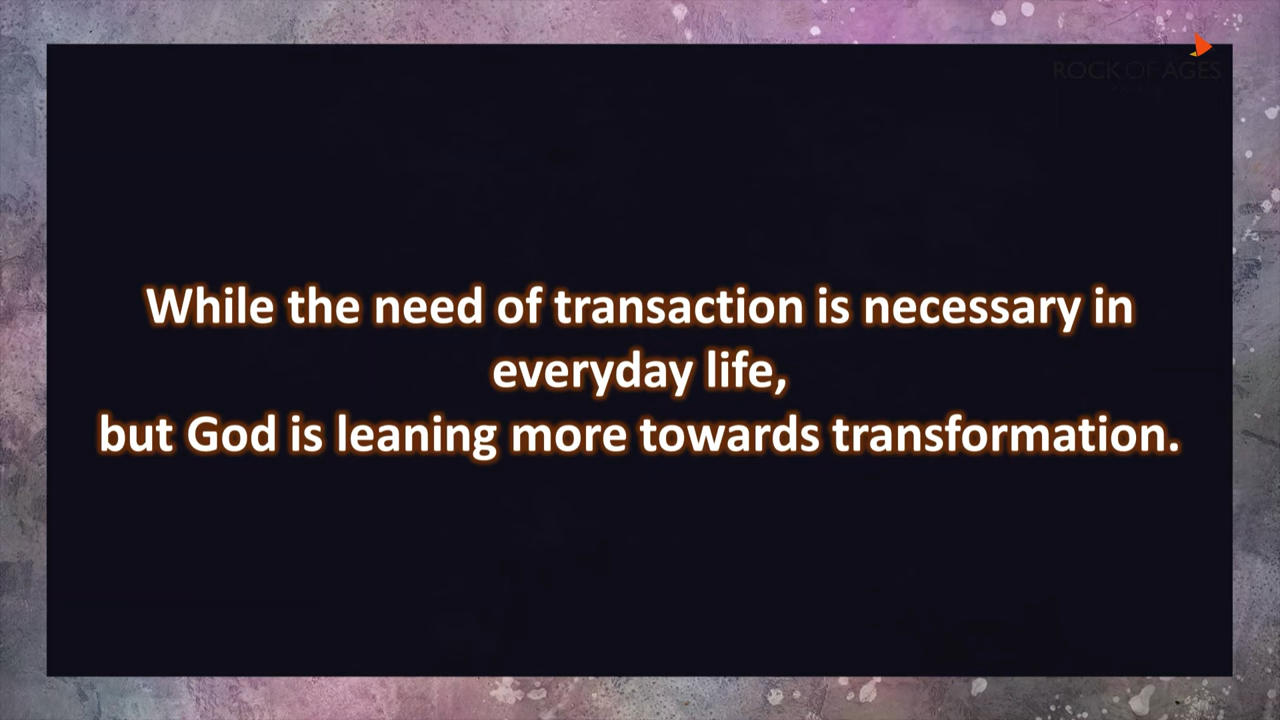 ROCK OF AGES
While the need of transaction is necessary in
everyday life,
but God is leaning more towards transformation.